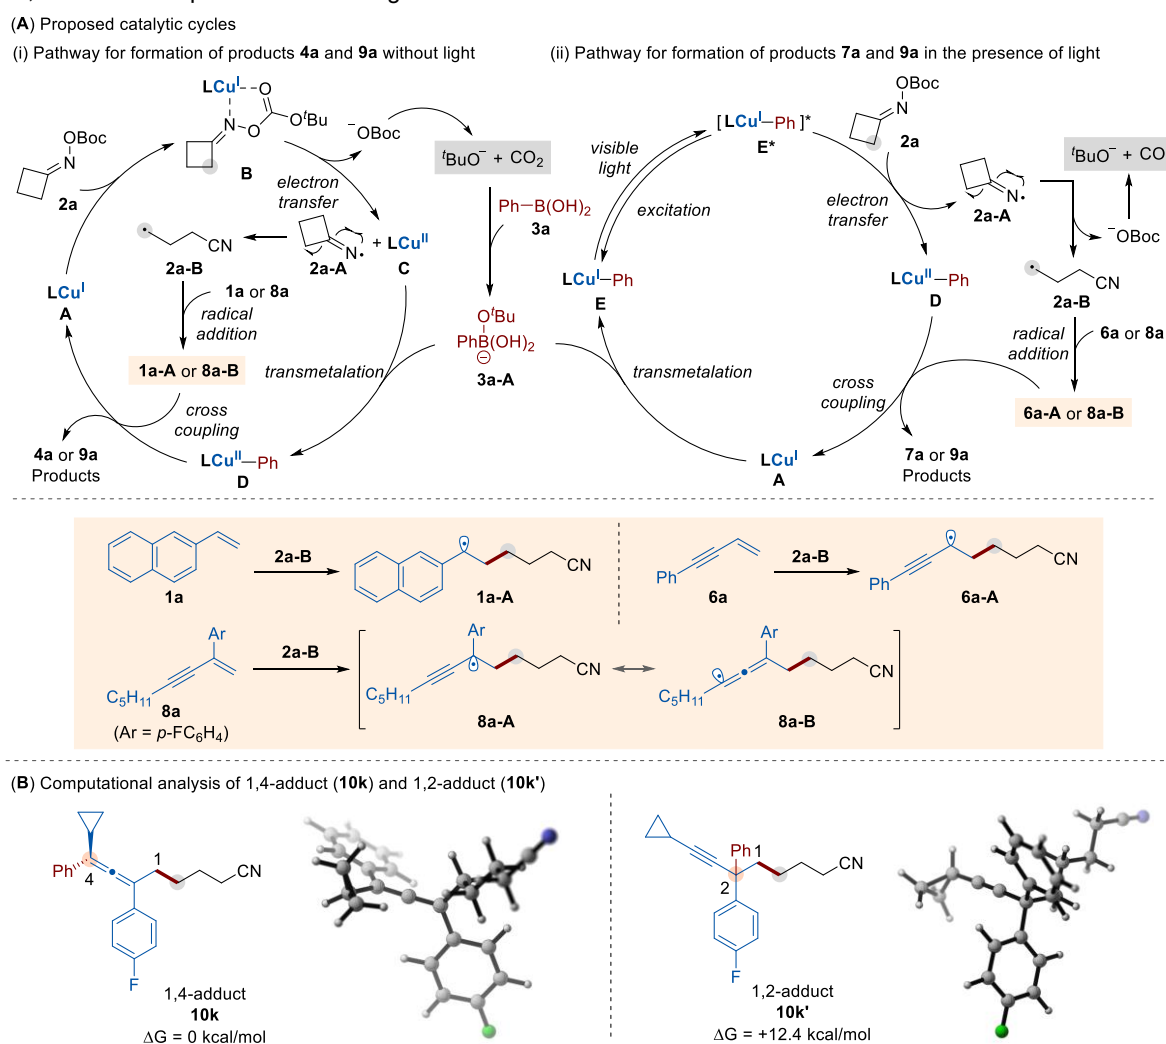 (A) Proposed catalytic cycles
(i) Pathway for formation of products 4a and 9a without light
(ii) Pathway for formation of products 7a and 9a in the presence of light
LCuI
O
N
O
OtBu
B
OBoc
N
2a
−OBoc
tBuO− + CO2
electron
transfer
Ph−B(OH)2
3a
CN
2a-B
N•
2a-A
+ LCuII
C
LCuI
A
1a or 8a
radical
addition
1a-A or 8a-B
transmetalation
OtBu
PhB(OH)2
−
3a-A
cross
coupling
4a or 9a
Products
LCuII−Ph
D
[LCuI−Ph]*
E*
OBoc
N
2a
visible
light
excitation
electron
transfer
N•
2a-A
tBuO− + CO
−OBoc
LCuI−Ph
E
LCuII−Ph
D
CN
2a-B
radical
addition
6a or 8a
6a-A or 8a-B
transmetalation
cross
coupling
LCuI
A
7a or 9a
Products
1a
2a-B
CN
1a-A
Ph
6a
2a-B
Ph
CN
6a-A
Ar
C5H11
8a
(Ar = p-FC6H4)
2a-B
Ar
C5H11
CN
8a-A
Ar
C5H11
CN
8a-B
(B) Computational analysis of 1,4-adduct (10k) and 1,2-adduct (10k')
Ph
4
1
CN
F
1,4-adduct
10k
ΔG = 0 kcal/mol
Ph
1
2
CN
F
1,2-adduct
10k'
ΔG = +12.4 kcal/mol